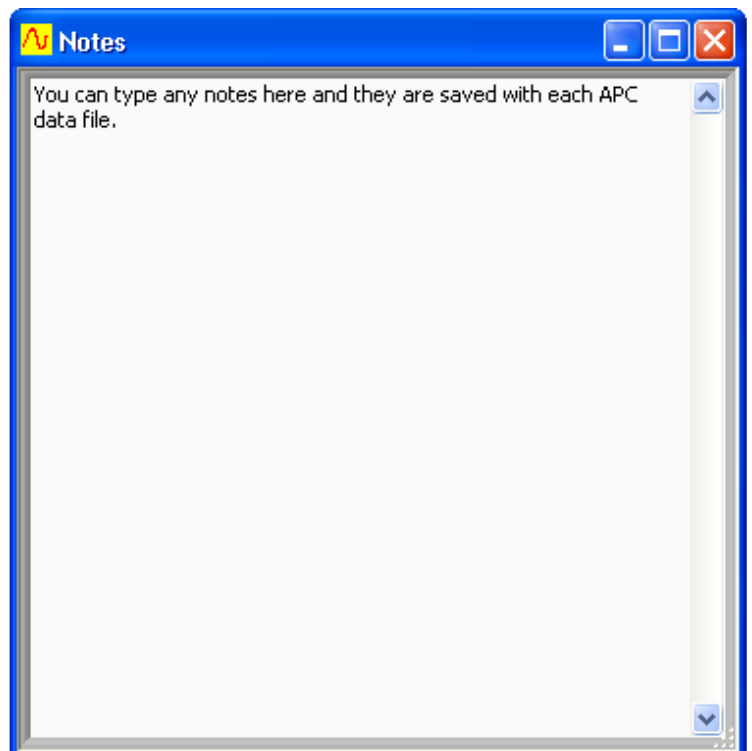 Notes
You can type any notes here and they are saved with each APC
data file.